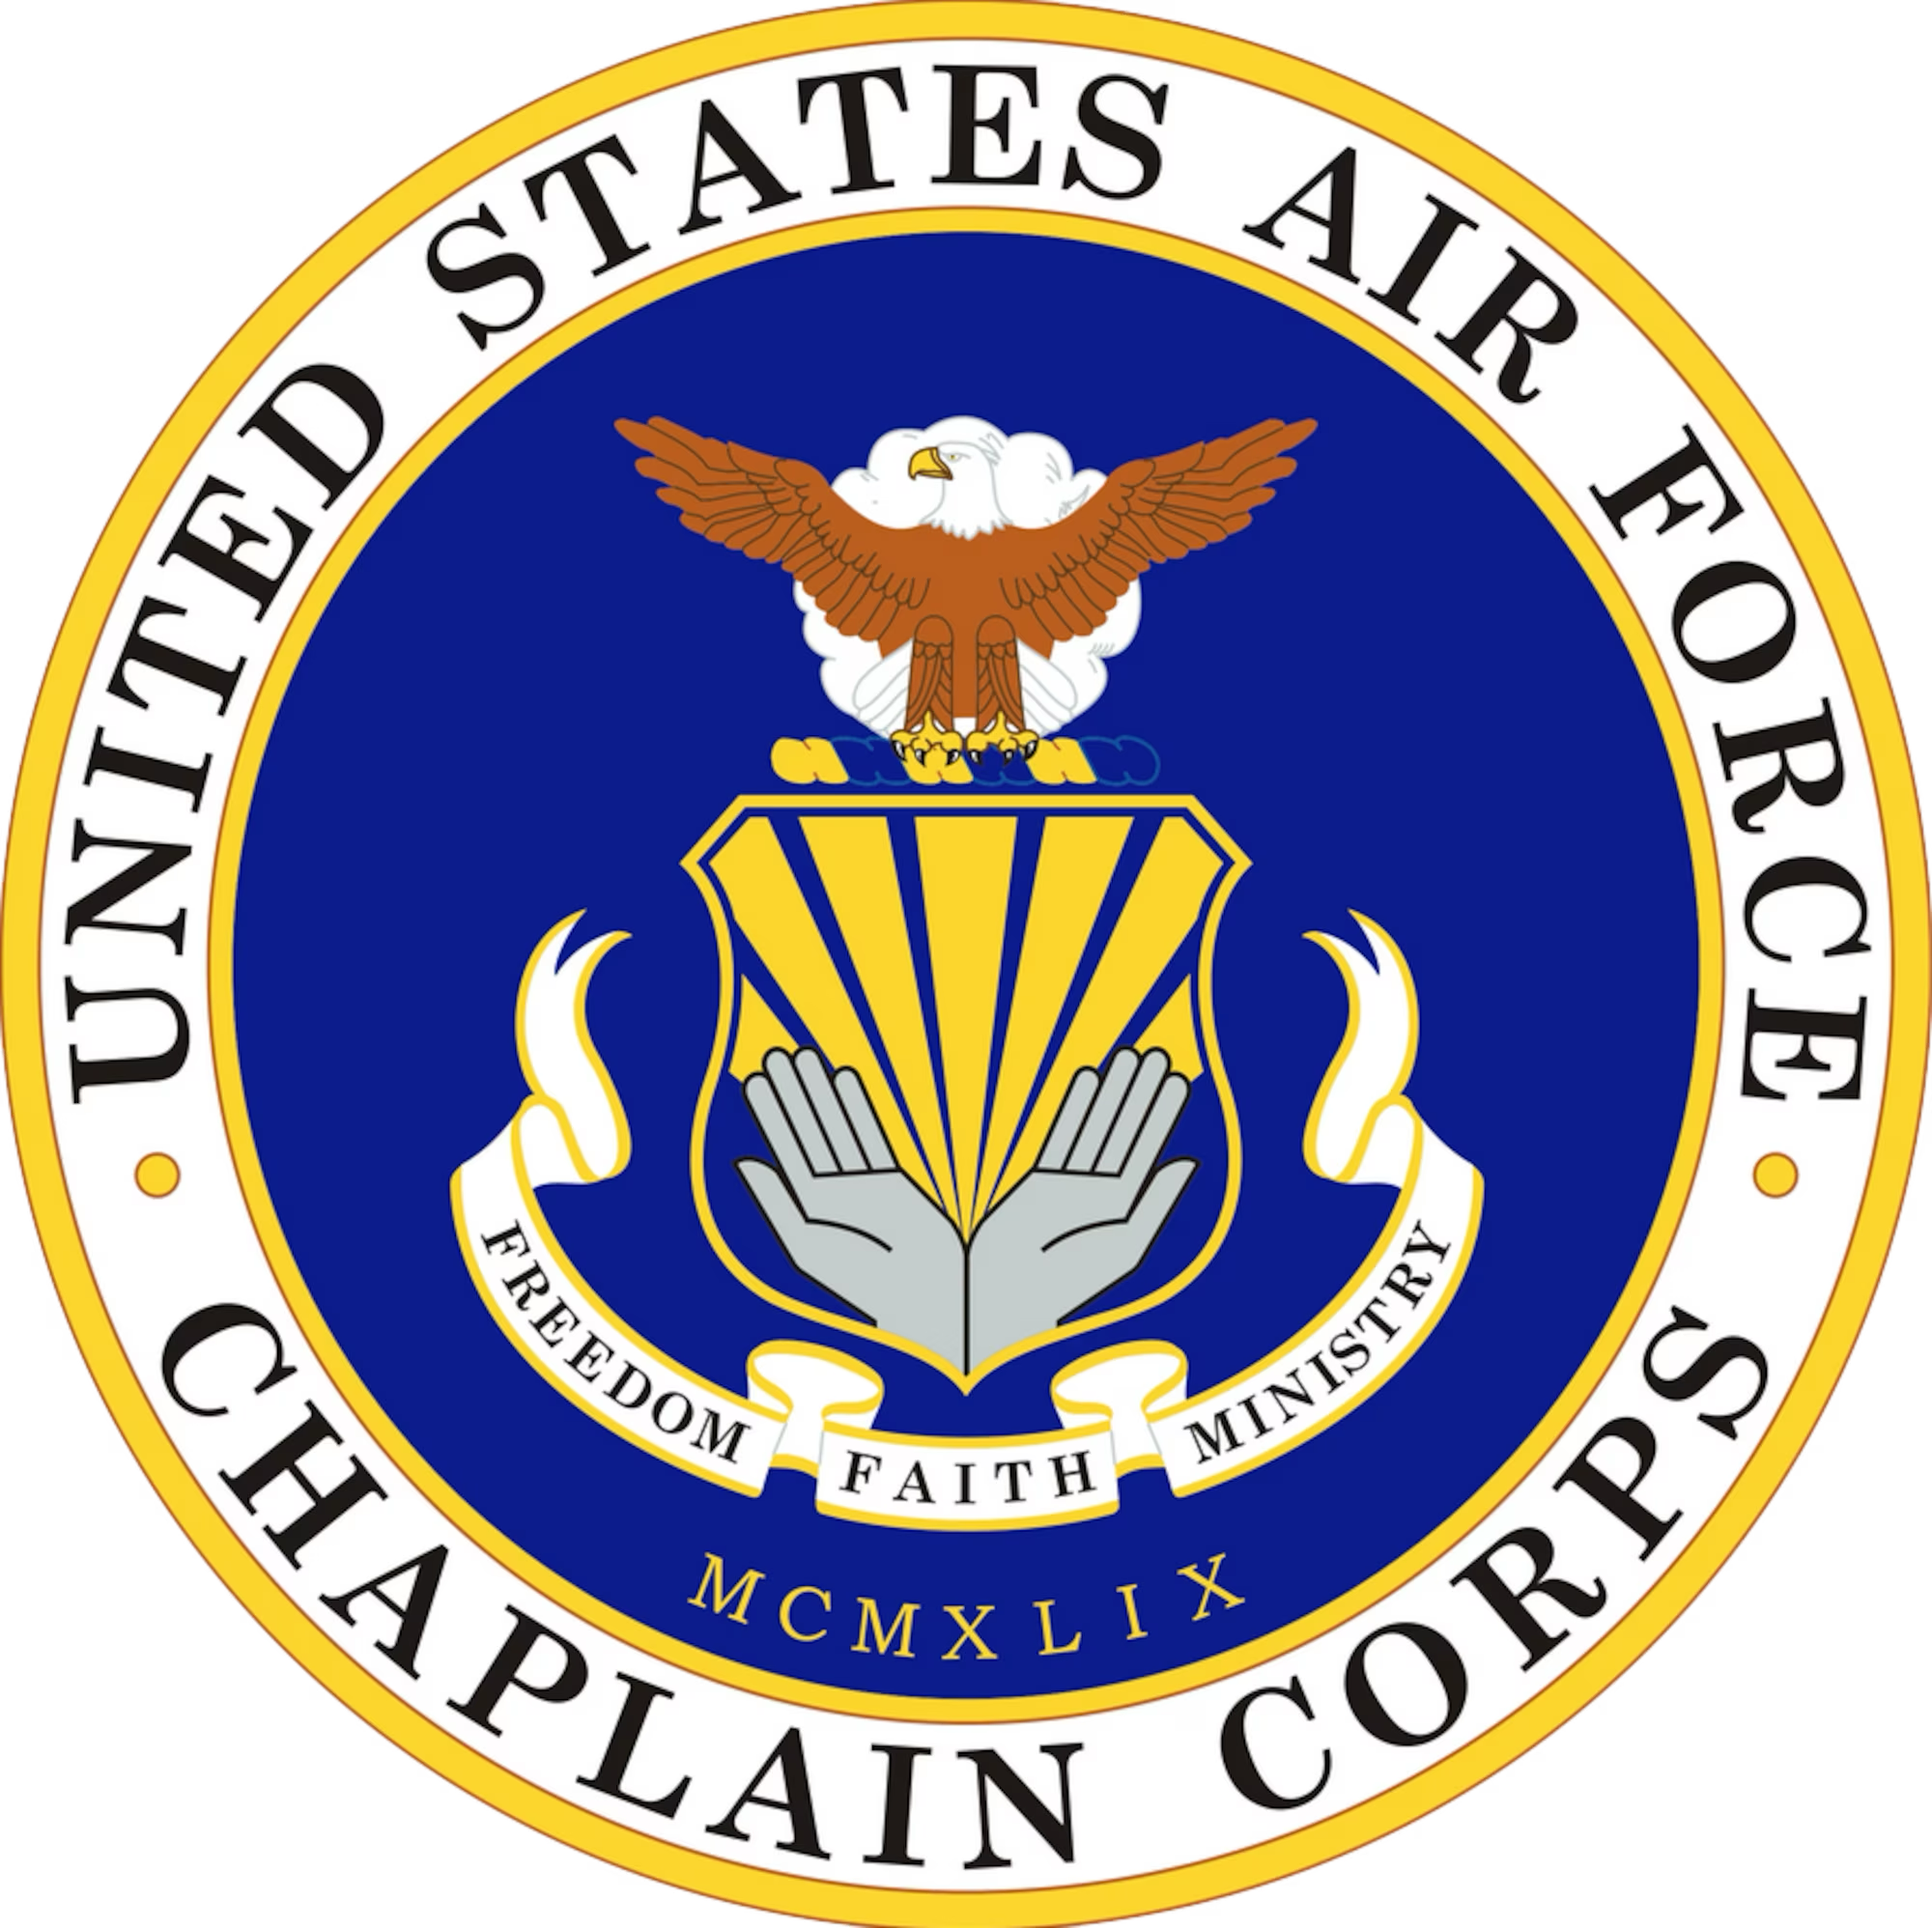 UNITED STATES AIR FORCE
FREEDOM FAITH MINISTRY
MCMXLIX
CHAPLAIN CORPS